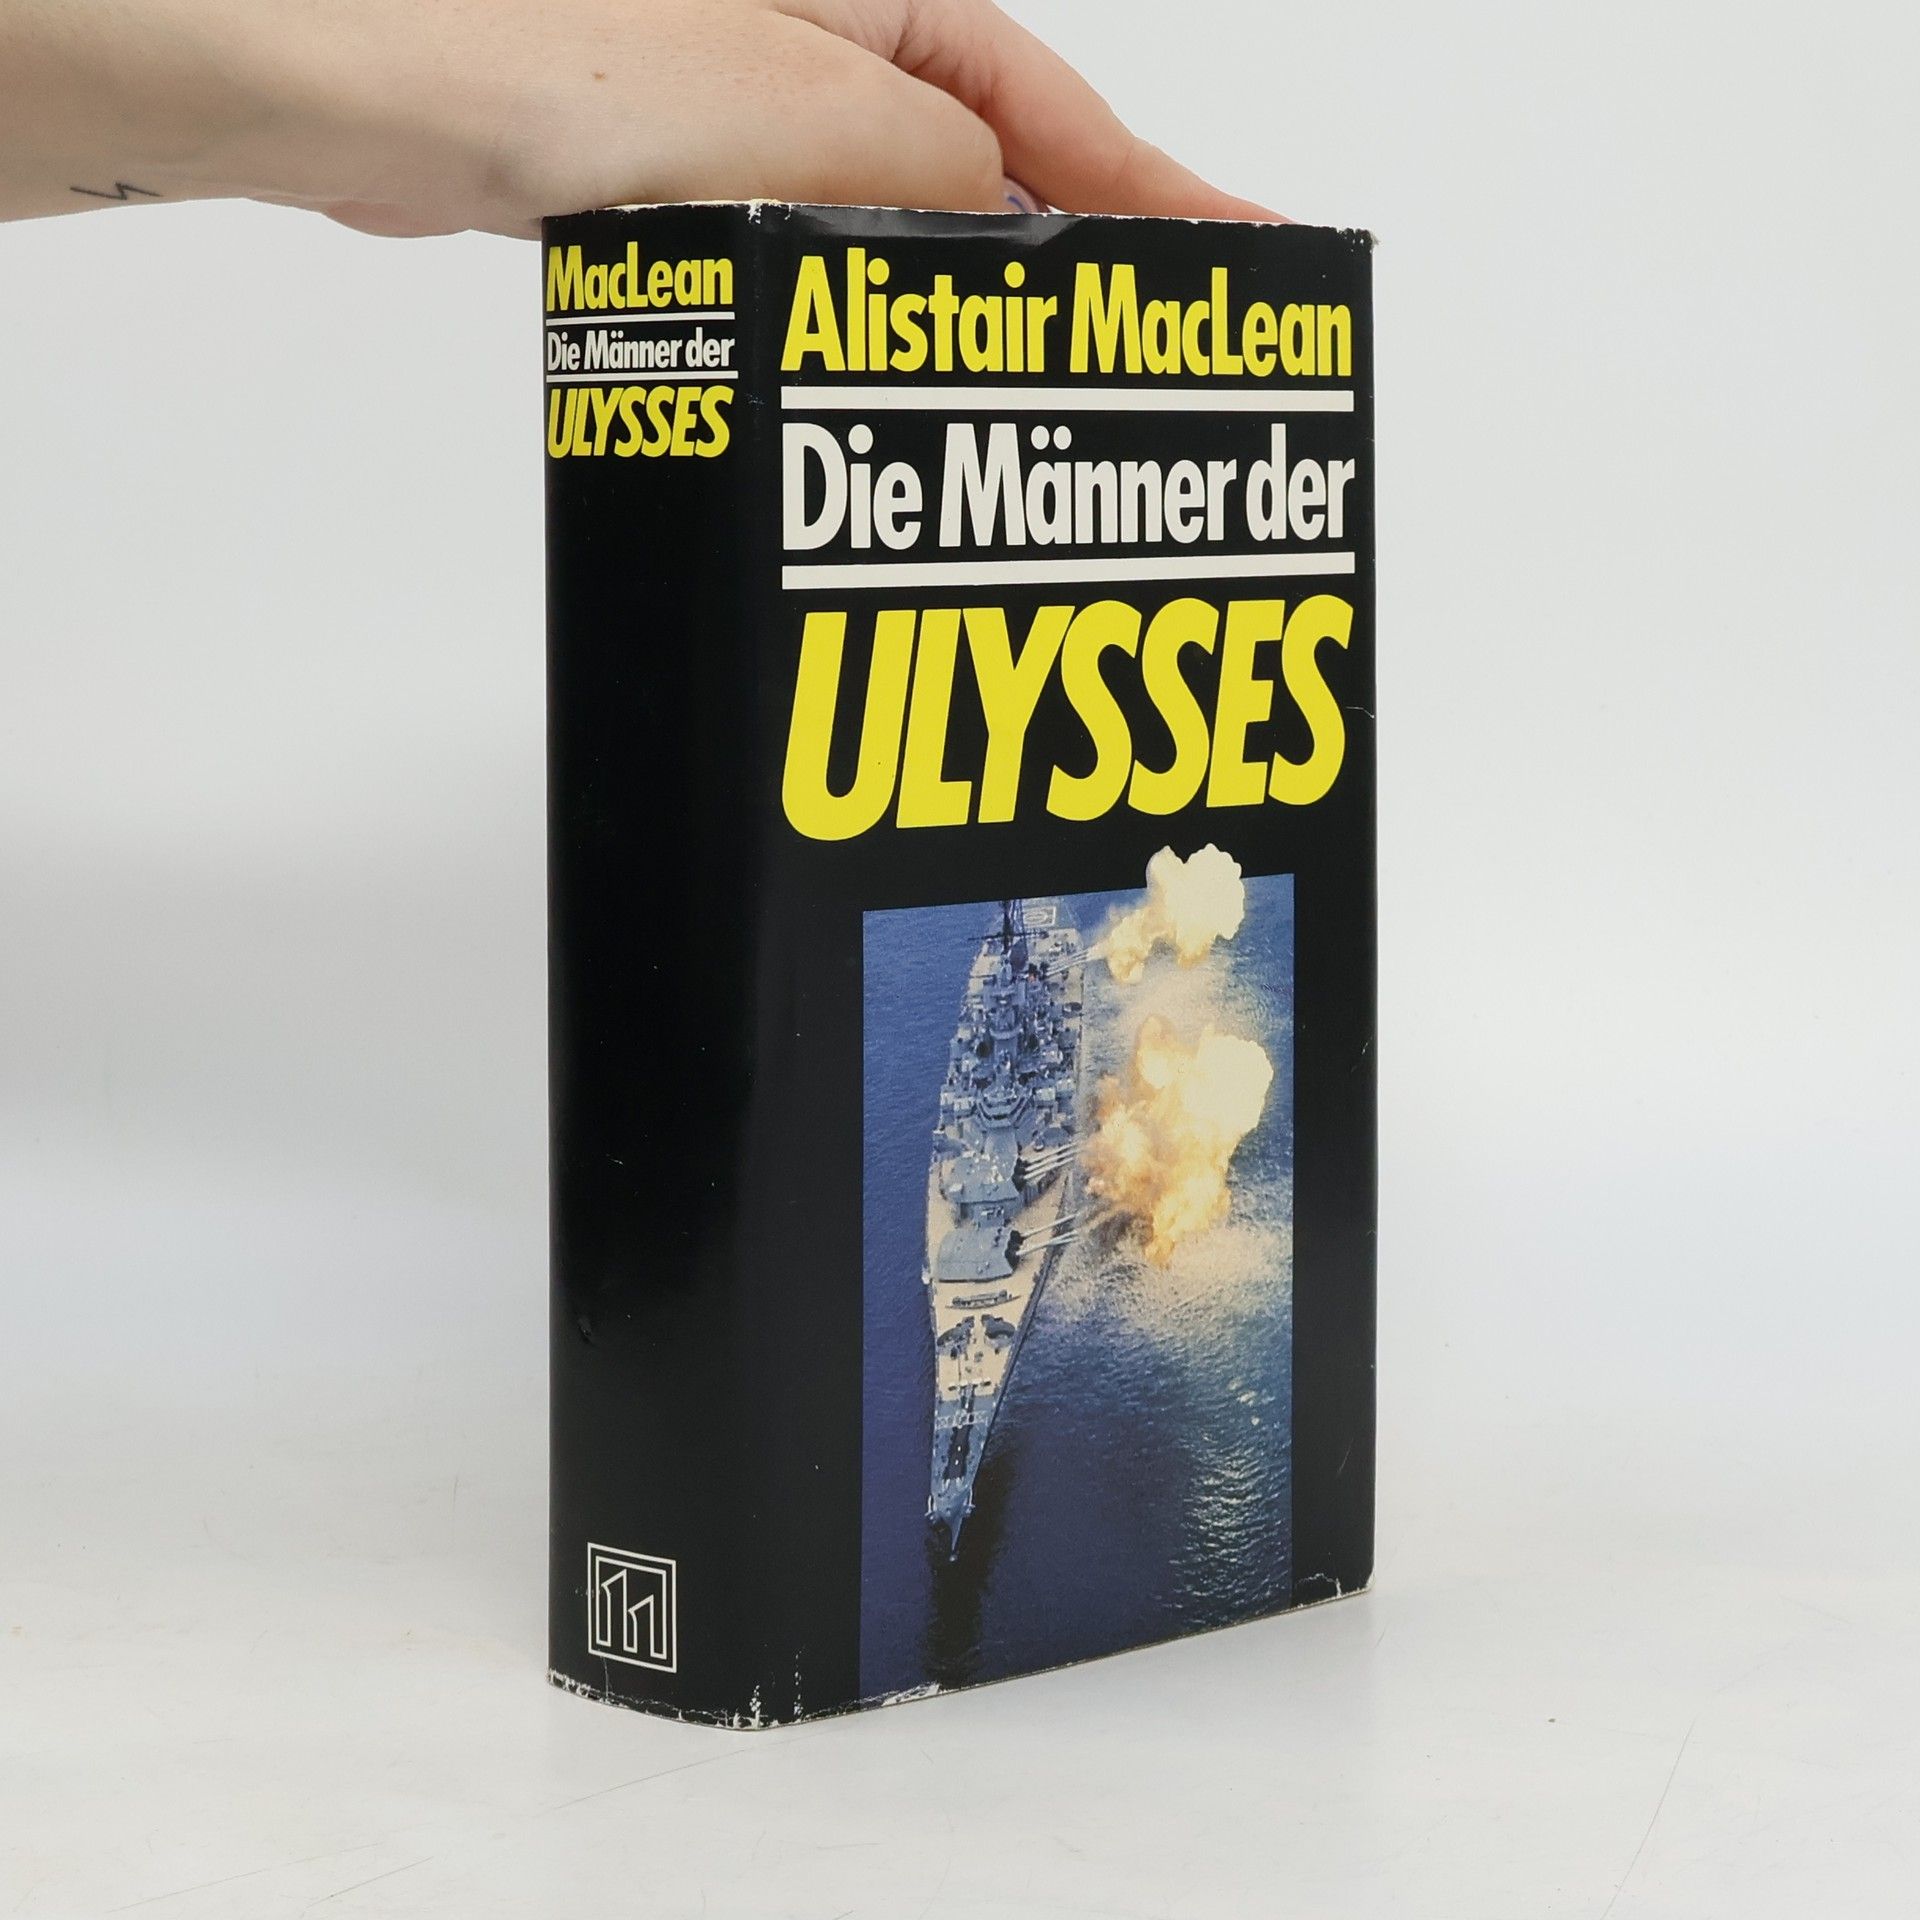 MacLean
Die Männer der
ULYSSES
Alistair MacLean
Die Männer der
ULYSSES